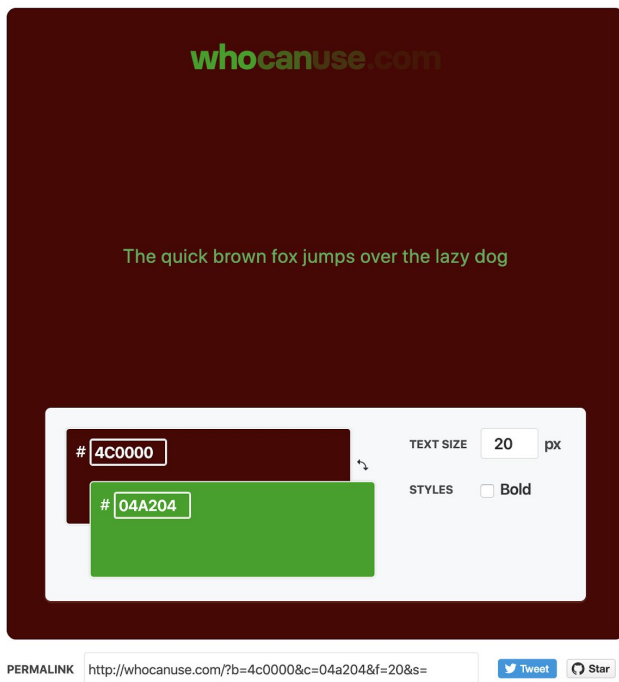 whocanuse.com
The quick brown fox jumps over the lazy dog
# 4C0000
TEXT SIZE 20 px
# 04A204
STYLES Bold
PERMALINK http://whocanuse.com/?b=4c0000&c=04a204&f=20&s= Tweet Star